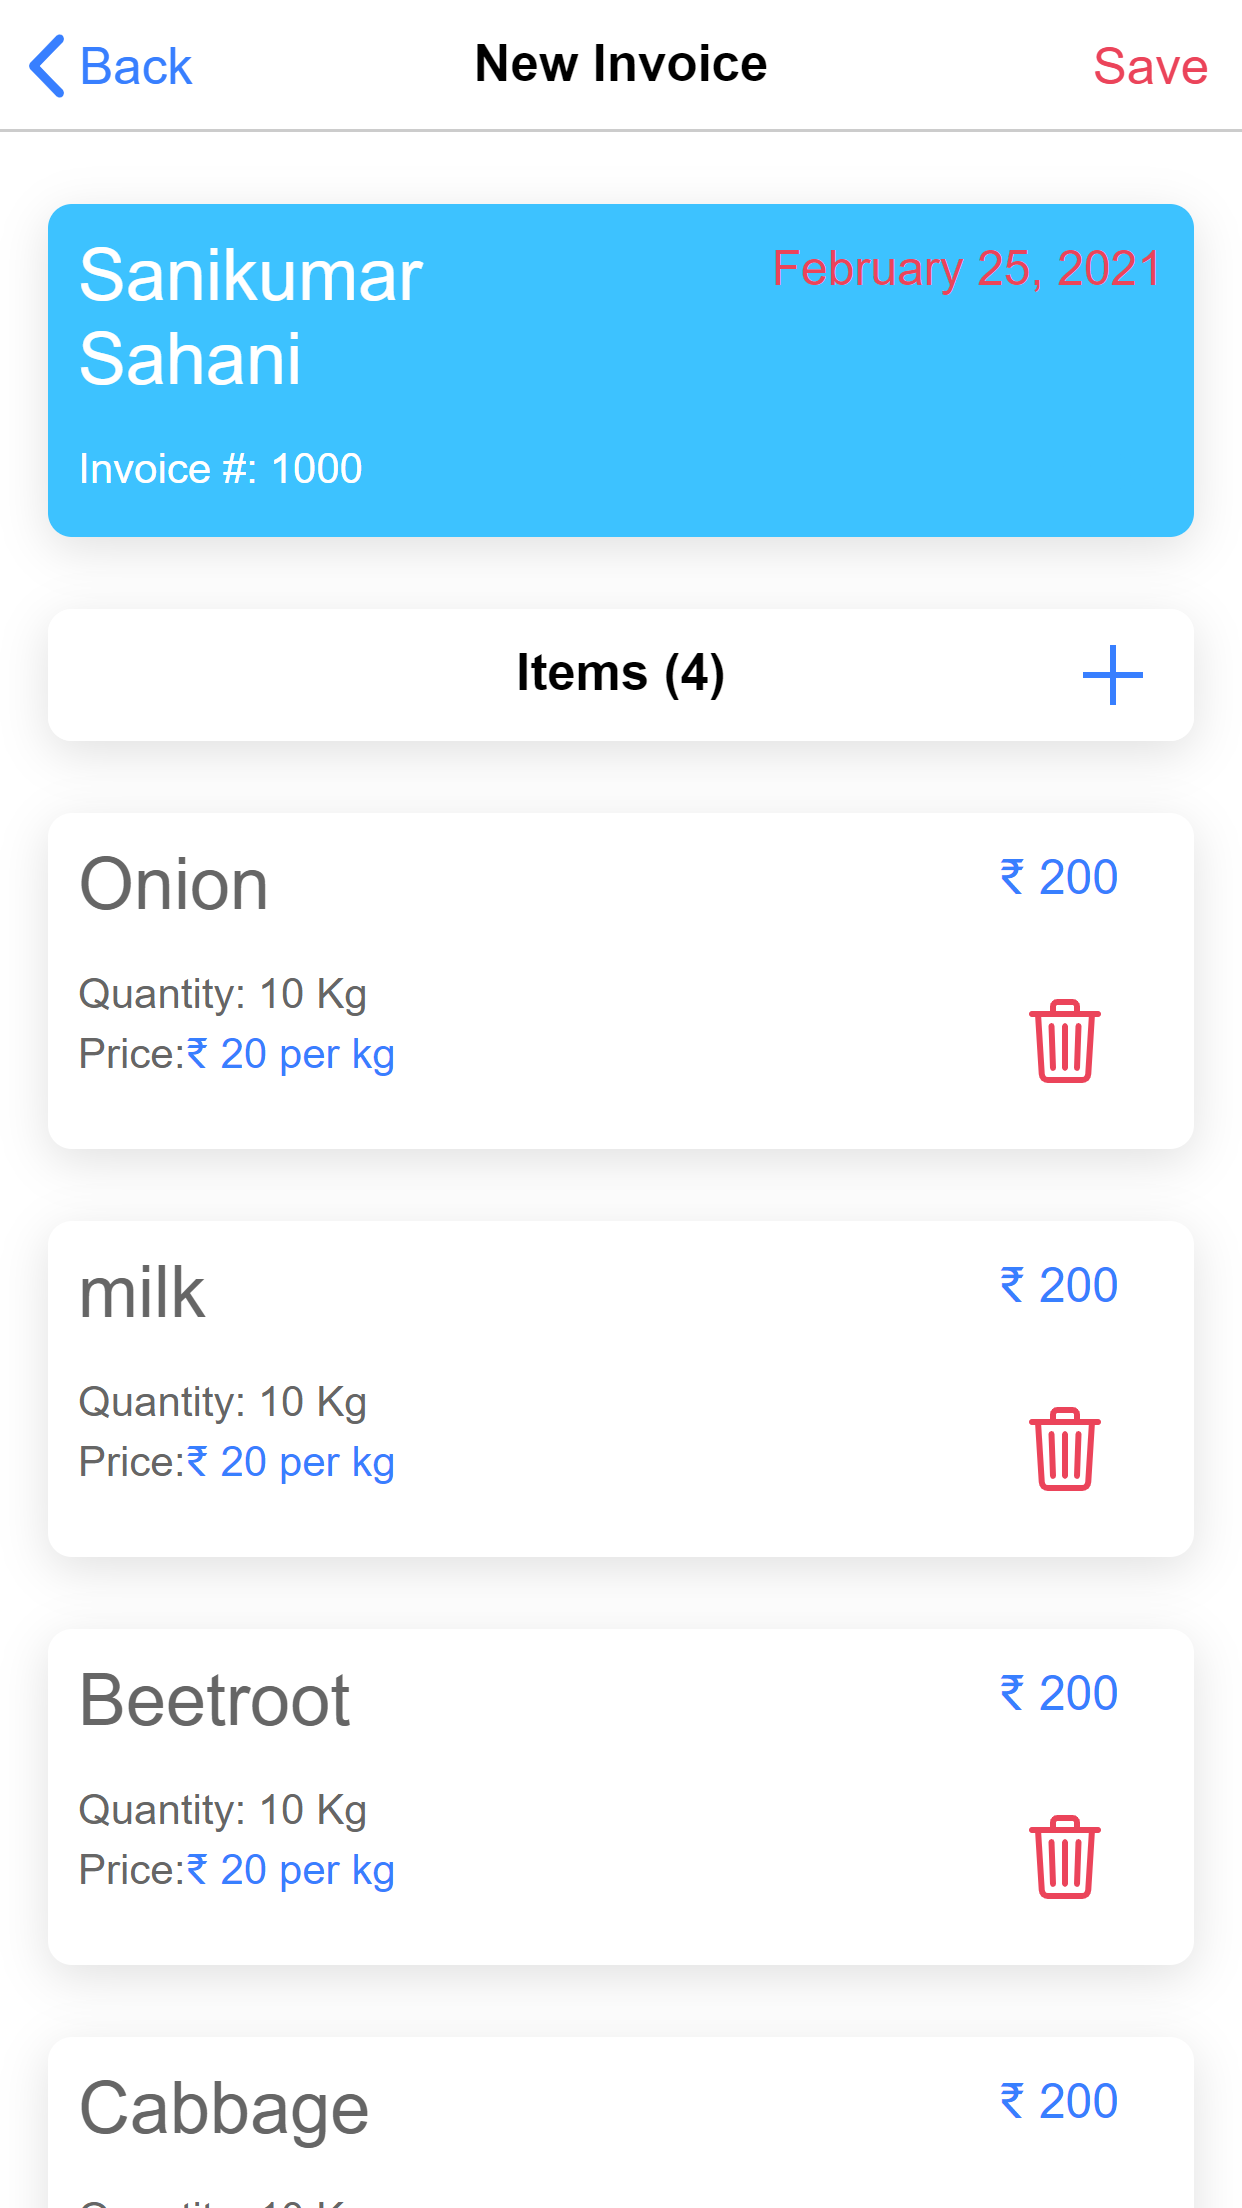 Back New Invoice Save
Sanikumar
Sahani
February 25, 2021
Invoice #: 1000
Items (4)
Onion
₹ 200
Quantity: 10 Kg
Price:₹ 20 per kg
milk
₹ 200
Quantity: 10 Kg
Price:₹ 20 per kg
Beetroot
₹ 200
Quantity: 10 Kg
Price:₹ 20 per kg
Cabbage
₹ 200